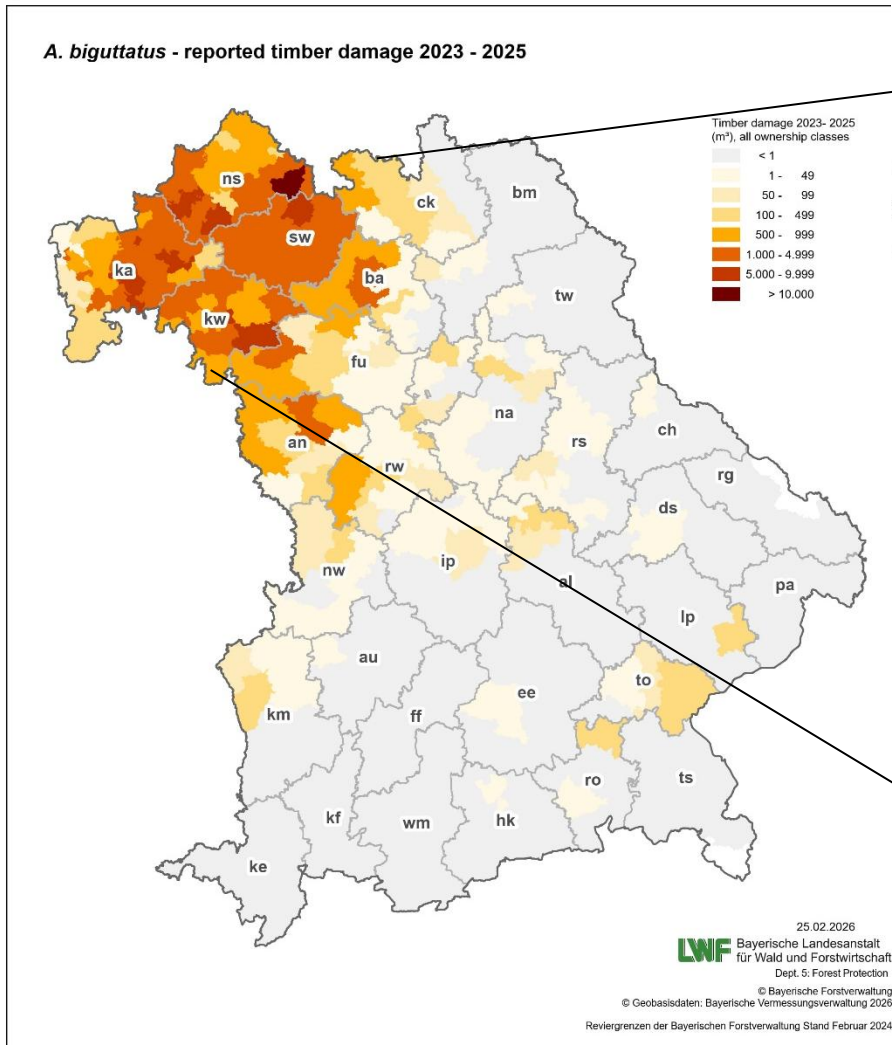 A. biguttatus - reported timber damage 2023 - 2025
Timber damage 2023- 2025
(m³), all ownership classes
< 1
1 - 49
50 - 99
100 - 499
500 - 999
1.000 - 4.999
5.000 - 9.999
> 10.000
ns
ck
bm
sw
ka
ba
tw
kw
fu
na
an
rw
rs
ch
rg
ds
nw
ip
al
pa
lp
au
to
km
ee
ff
ro
ts
kf
wm
hk
ke
25.02.2026
LWF Bayerische Landesanstalt
für Wald und Forstwirtschaft
Dept. 5: Forest Protection
© Bayerische Forstverwaltung
© Geobasisdaten: Bayerische Vermessungsverwaltung 2026
Reviergrenzen der Bayerischen Forstverwaltung Stand Februar 2024